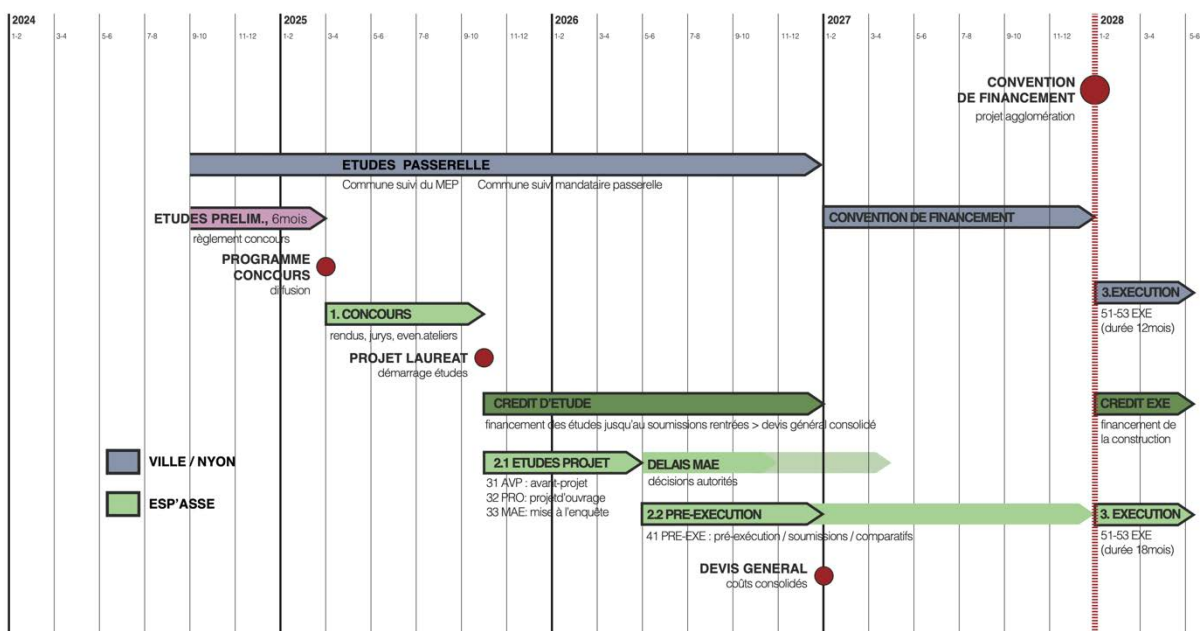 2024 2025 2026 2027 2028
1-2 3-4 5-6 7-8 9-10 11-12 1-2 3-4 5-6 7-8 9-10 11-12 1-2 3-4 5-6 7-8 9-10 11-12 1-2 3-4 5-6 7-8 9-10 11-12 1-2 3-4 5-6
CONVENTION
DE FINANCEMENT
projet agglomération
ETUDES PASSERELLE
Commune suivi du MEP Commune suivi mandataire passerelle
ETUDES PRELIM., 6mois
règlement concours
CONVENTION DE FINANCEMENT
PROGRAMME
CONCOURS
diffusion
3.EXECUTION
51-53 EXE
(durée 12mois)
1. CONCOURS
rendus, jurys, even.ateliers
PROJET LAUREAT
démarrage études
CREDIT D'ETUDE
financement des études jusqu'au soumissions rentrées > devis général consolidé
CREDIT EXE
financement de
la construction
VILLE / NYON
ESP'ASSE
2.1 ETUDES PROJET
31 AVP : avant-projet
32 PRO: projetd'ouvrage
33 MAE: mise à l'enquête
DELAIS MAE
décisions autorités
2.2 PRE-EXECUTION
41 PRE-EXE : pré-exécution / soumissions / comparatifs
3. EXECUTION
51-53 EXE
(durée 18mois)
DEVIS GENERAL
coûts consolidés